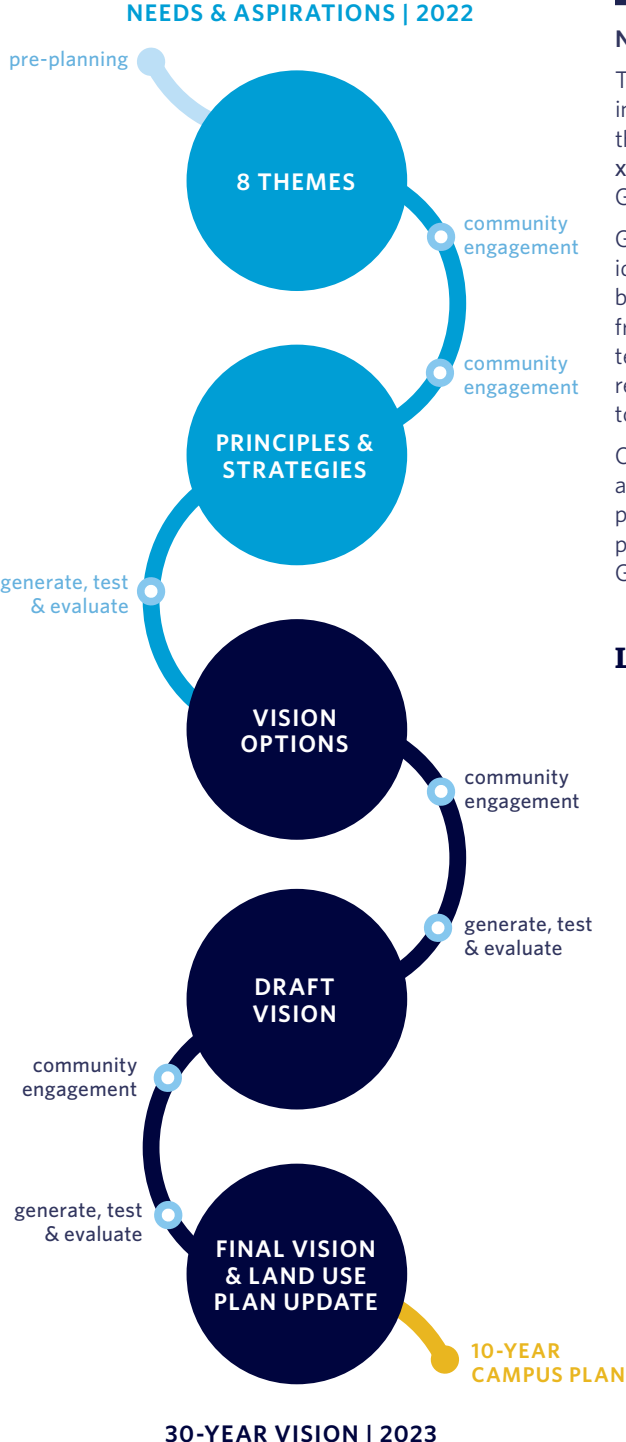 NEEDS & ASPIRATIONS | 2022
pre-planning
8 THEMES
community
engagement
community
engagement
PRINCIPLES &
STRATEGIES
generate, test
& evaluate
VISION
OPTIONS
community
engagement
generate, test
& evaluate
DRAFT
VISION
community
engagement
generate, test
& evaluate
FINAL VISION
& LAND USE
PLAN UPDATE
10-YEAR
CAMPUS PLAN
30-YEAR VISION | 2023